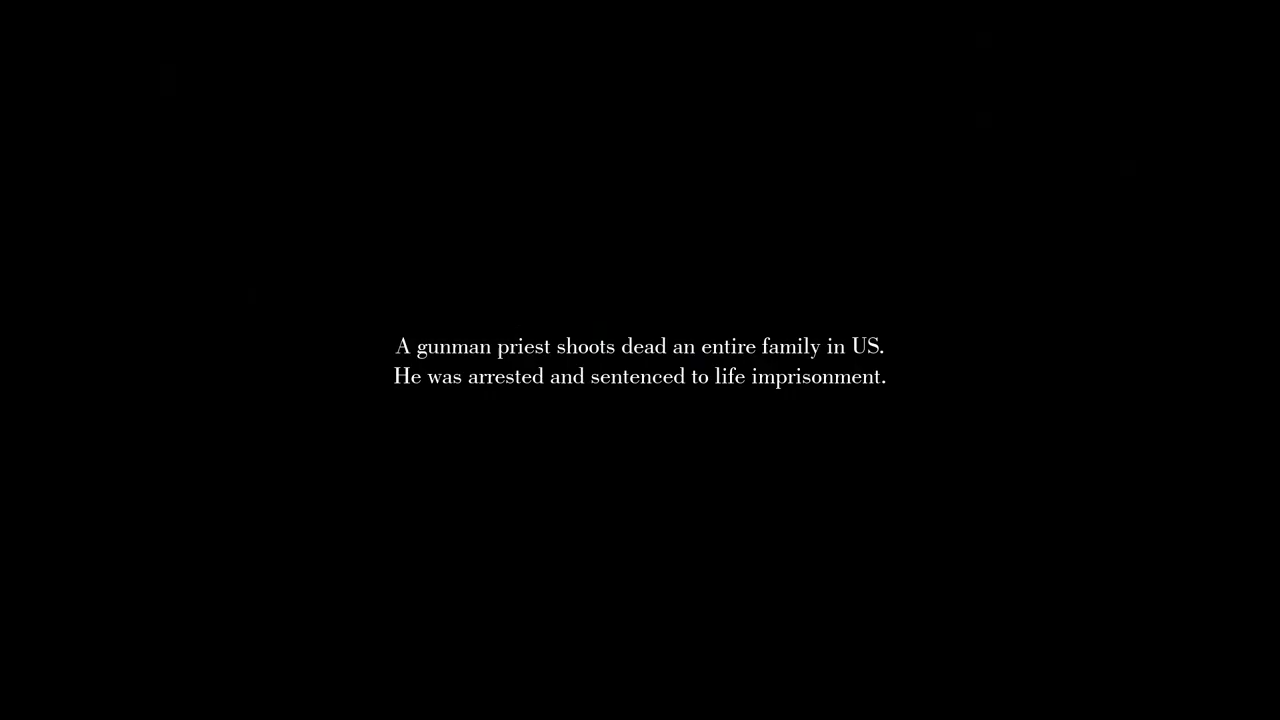 A gunman priest shoots dead an entire family in US.
He was arrested and sentenced to life imprisonment.